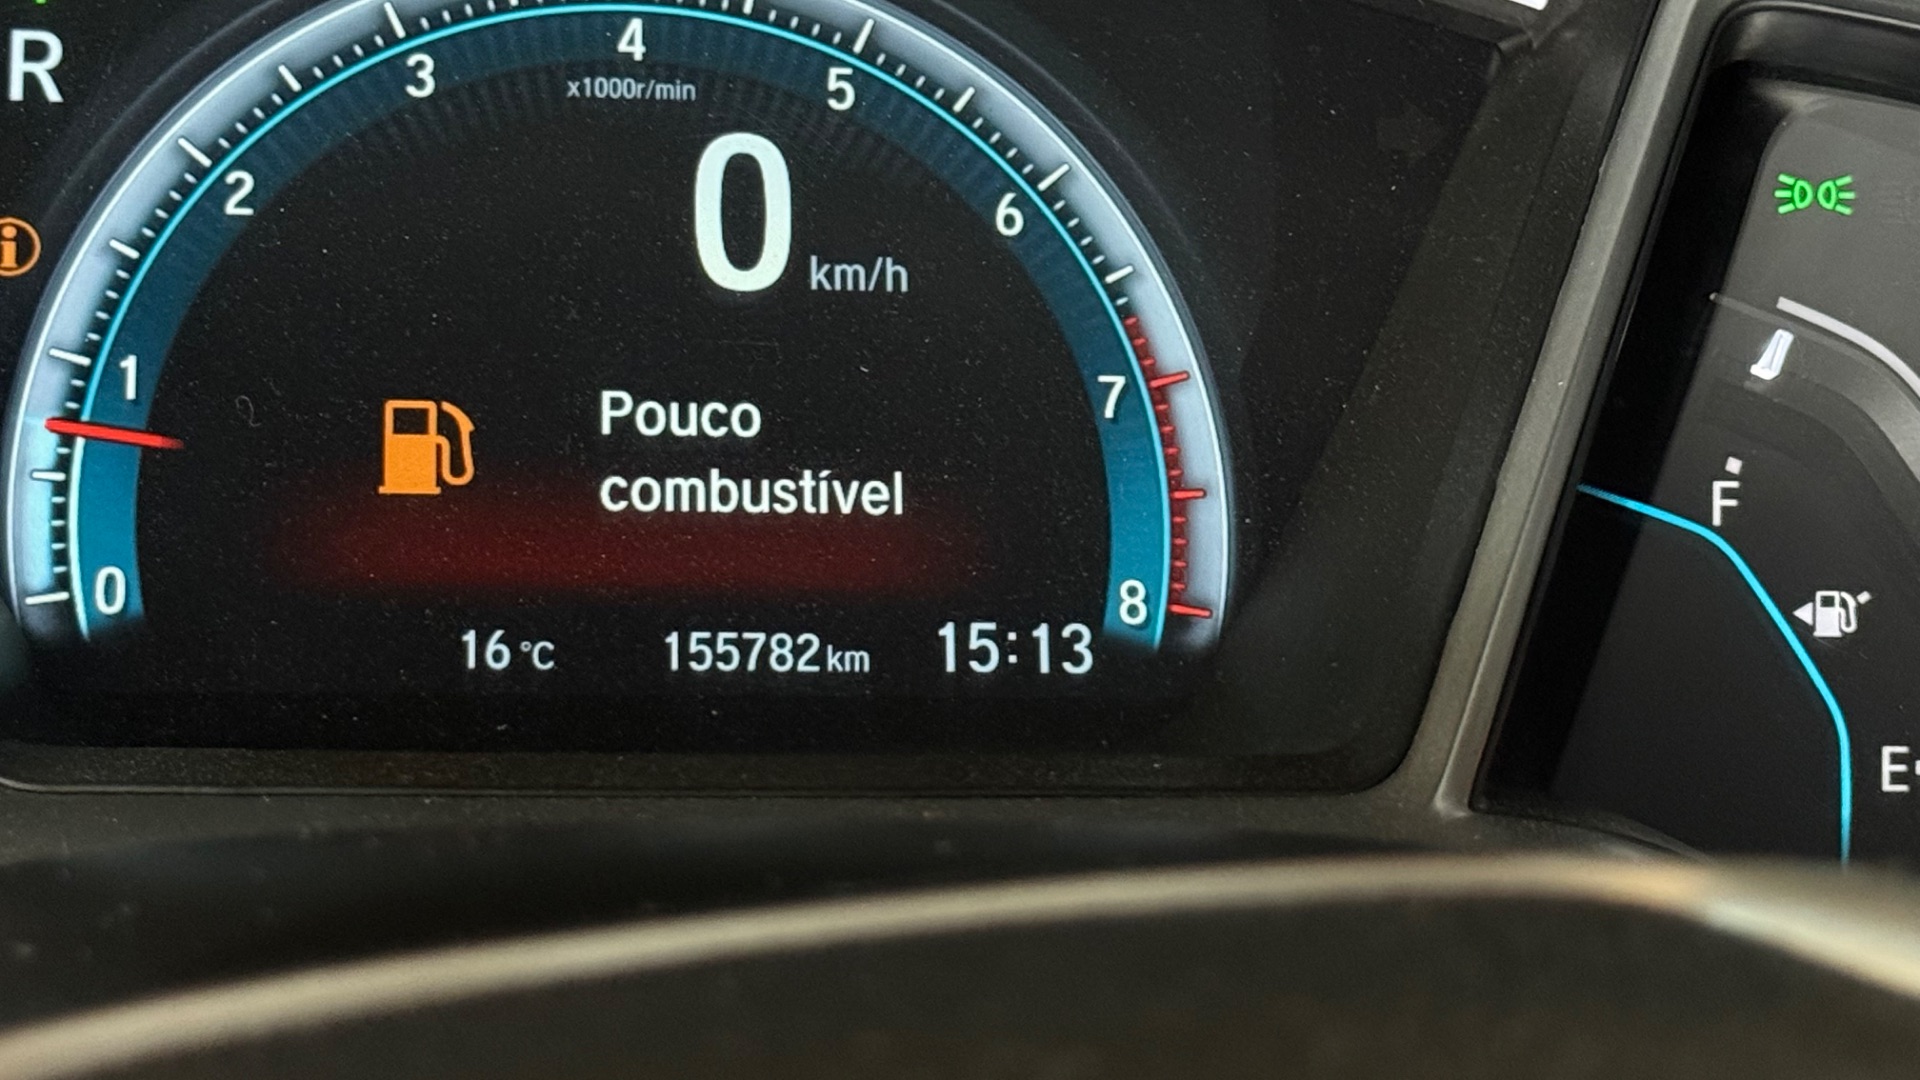 R
4
3
5
x1000r/min
2
0 km/h
6
1
7
Pouco
combustível
F
0
8
16 °C 155782 km 15:13
E